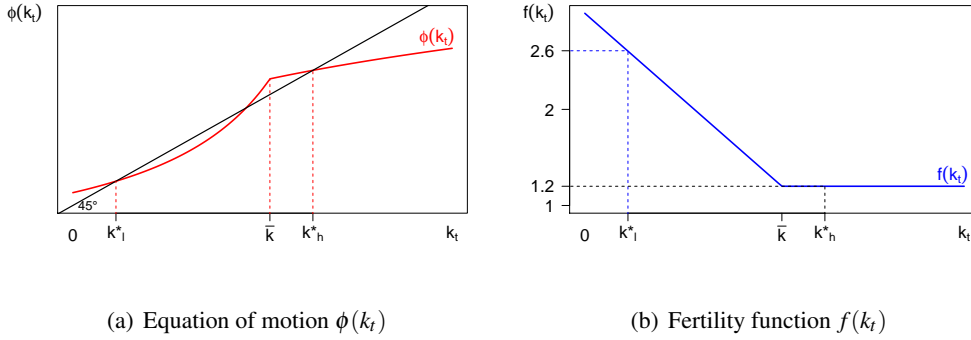 ϕ(kₜ)
ϕ(kₜ)
45°
0
k*ₗ
k̅
k*ₕ
kₜ
f(kₜ)
2.6
2
1.2
1
f(kₜ)
0
k*ₗ
k̅
k*ₕ
kₜ
(a) Equation of motion ϕ(kₜ)
(b) Fertility function f(kₜ)